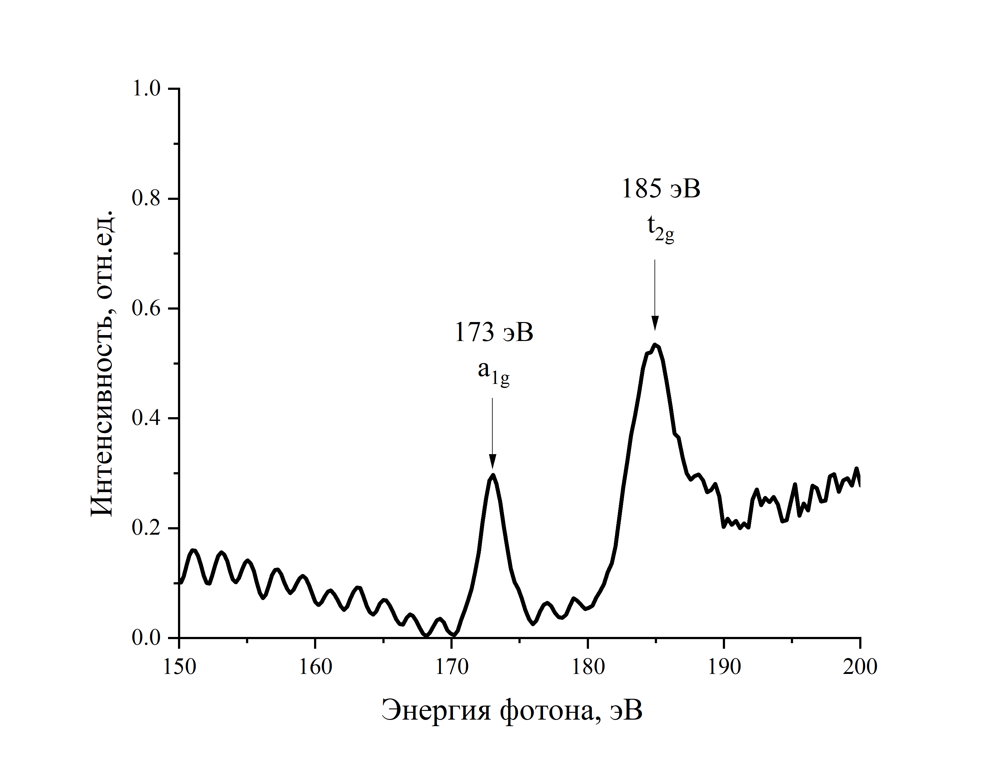 1.0
0.8
0.6
0.4
0.2
0.0
Интенсивность, отн.ед.
185 эВ
t2g
173 эВ
a1g
150 160 170 180 190 200
Энергия фотона, эВ